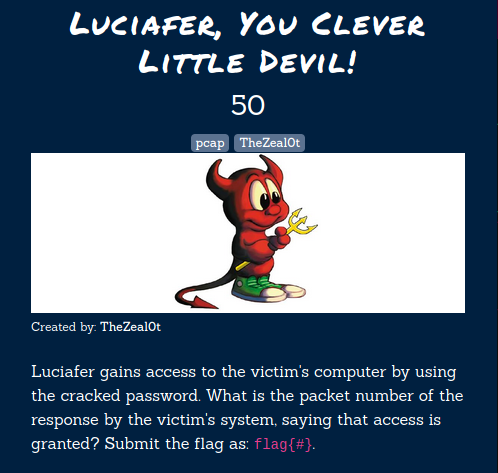 Luciafer, You Clever
Little Devil!
50
pcap TheZeal0t
Created by: TheZeal0t
Luciafer gains access to the victim's computer by using
the cracked password. What is the packet number of the
response by the victim's system, saying that access is
granted? Submit the flag as: flag{#}.